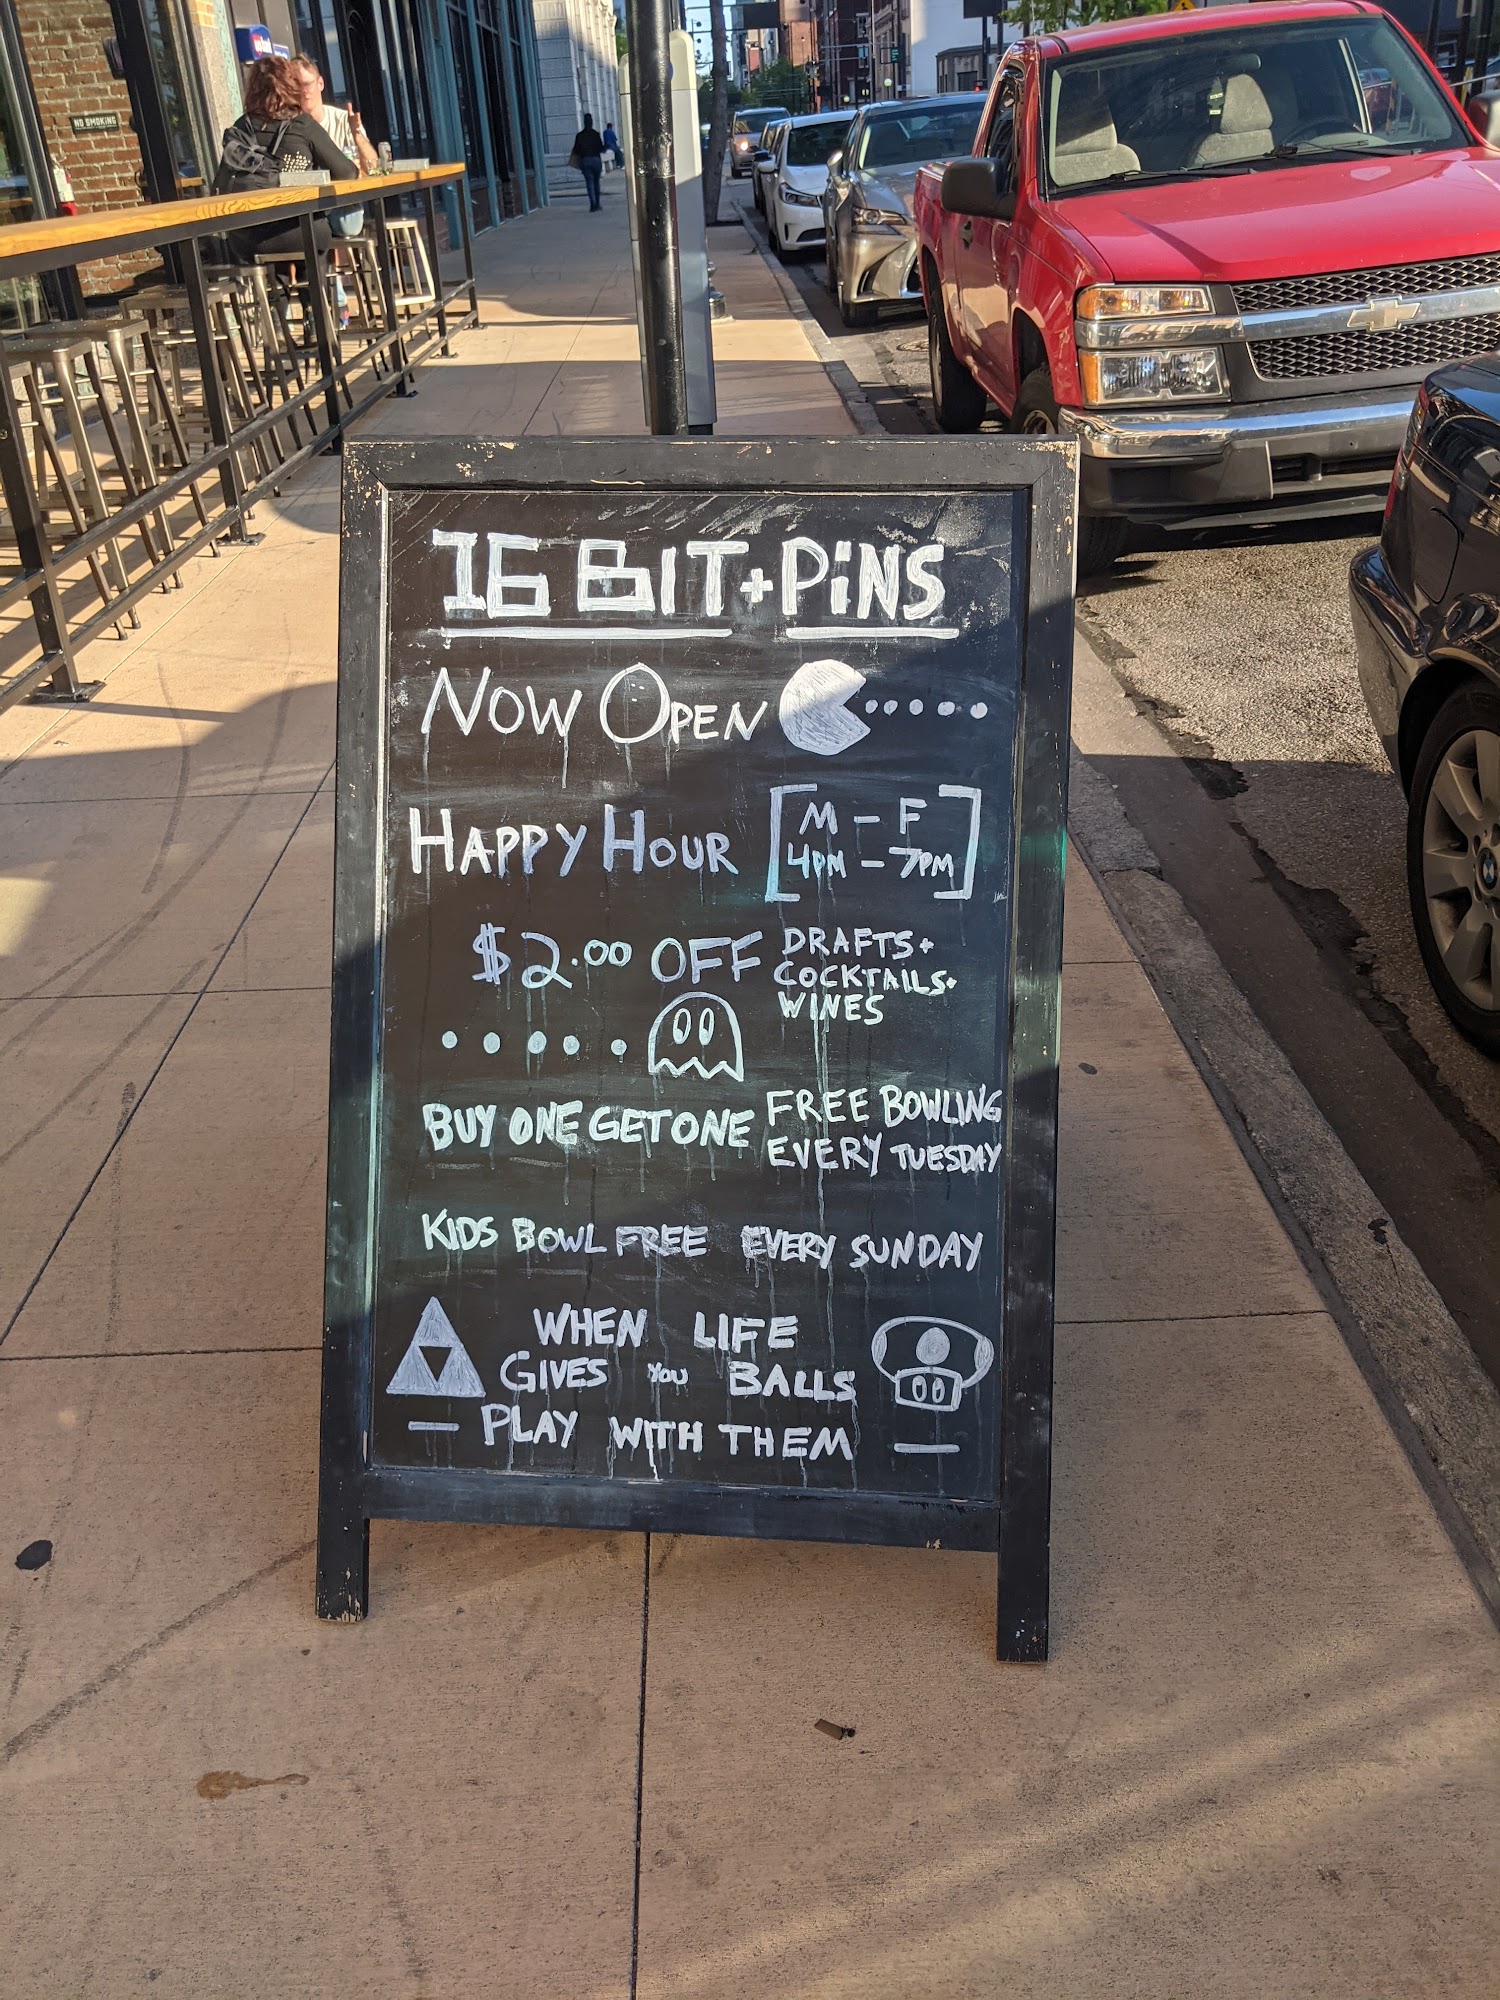 NO SMOKING
16 BIT + PiNS
NOW OPEN
HAPPY HOUR [M - F
4PM - 7PM]
$2.00 OFF DRAFTS +
COCKTAILS +
WINES
BUY ONE GET ONE FREE BOWLING
EVERY TUESDAY
KIDS BOWL FREE EVERY SUNDAY
WHEN LIFE
GIVES YOU BALLS
- PLAY WITH THEM -